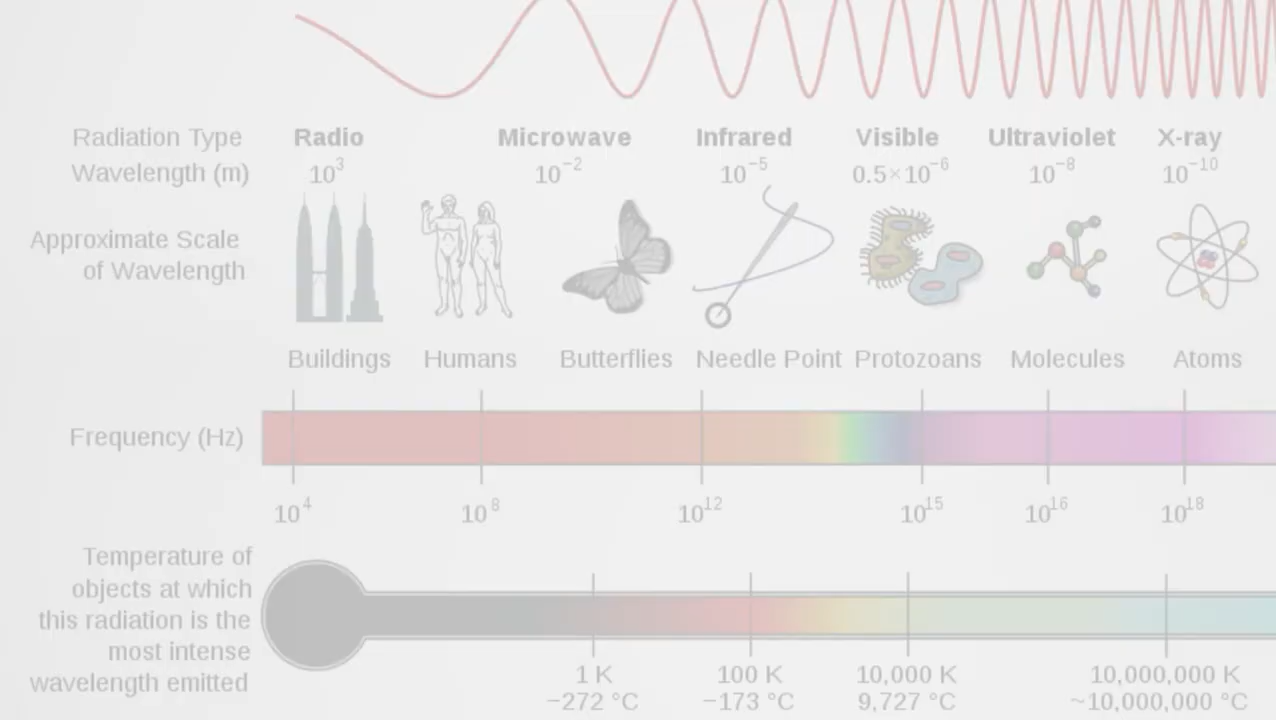 Radiation Type Radio Microwave Infrared Visible Ultraviolet X-ray
Wavelength (m) 10³ 10⁻² 10⁻⁵ 0.5×10⁻⁶ 10⁻⁸ 10⁻¹⁰
Approximate Scale
of Wavelength
Buildings Humans Butterflies Needle Point Protozoans Molecules Atoms
Frequency (Hz)
10⁴ 10⁸ 10¹² 10¹⁵ 10¹⁶ 10¹⁸
Temperature of
objects at which
this radiation is the
most intense
wavelength emitted
1 K 100 K 10,000 K 10,000,000 K
−272 °C −173 °C 9,727 °C ~10,000,000 °C